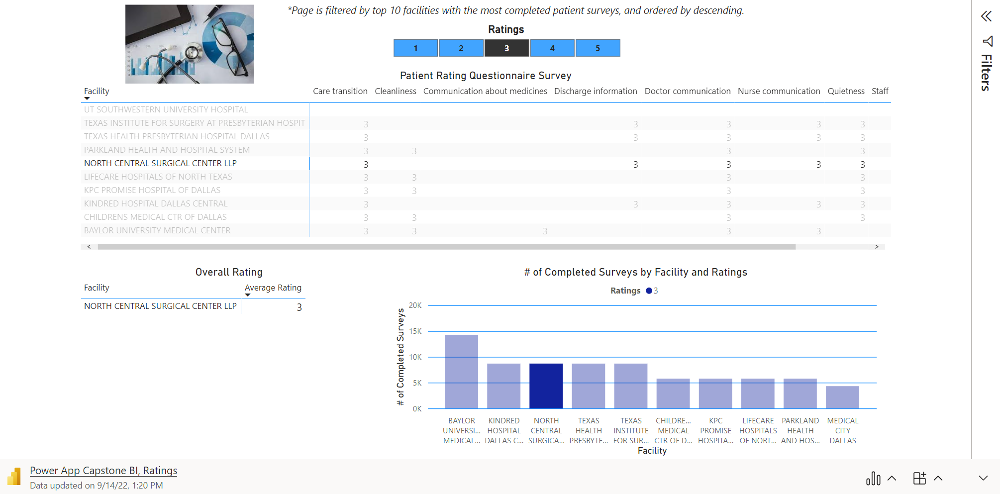 *Page is filtered by top 10 facilities with the most completed patient surveys, and ordered by descending.
Ratings
1 2 3 4 5
Patient Rating Questionnaire Survey
Facility Care transition Cleanliness Communication about medicines Discharge information Doctor communication Nurse communication Quietness Staff
UT SOUTHWESTERN UNIVERSITY HOSPITAL
TEXAS INSTITUTE FOR SURGERY AT PRESBYTERIAN HOSPIT 3 3 3 3 3
TEXAS HEALTH PRESBYTERIAN HOSPITAL DALLAS 3 3 3 3 3
PARKLAND HEALTH AND HOSPITAL SYSTEM 3 3 3 3
NORTH CENTRAL SURGICAL CENTER LLP 3 3 3 3 3
LIFECARE HOSPITALS OF NORTH TEXAS 3 3 3 3
KPC PROMISE HOSPITAL OF DALLAS 3 3 3 3
KINDRED HOSPITAL DALLAS CENTRAL 3 3 3 3 3
CHILDRENS MEDICAL CTR OF DALLAS 3 3 3 3
BAYLOR UNIVERSITY MEDICAL CENTER 3 3 3 3 3
Overall Rating
Facility Average Rating
NORTH CENTRAL SURGICAL CENTER LLP 3
# of Completed Surveys by Facility and Ratings
Ratings 3
# of Completed Surveys
20K
15K
10K
5K
0K
BAYLOR UNIVERSI... MEDICAL...
KINDRED HOSPITAL DALLAS C...
NORTH CENTRAL SURGICA...
TEXAS HEALTH PRESBYTE...
TEXAS INSTITUTE FOR SUR...
CHILDRE... MEDICAL CTR OF D...
KPC PROMISE HOSPITA...
LIFECARE HOSPITALS OF NORT...
PARKLAND HEALTH AND HOS...
MEDICAL CITY DALLAS
Facility
Filters
Power App Capstone BI, Ratings
Data updated on 9/14/22, 1:20 PM